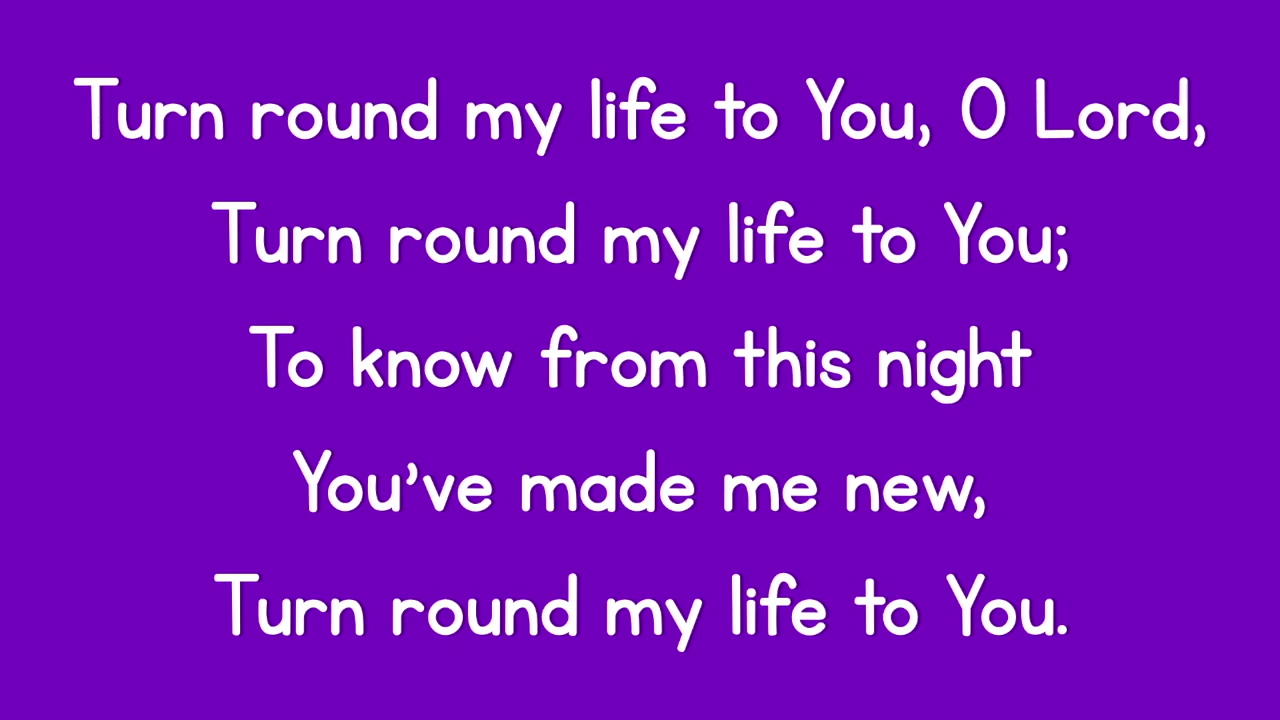 Turn round my life to You, O Lord,
Turn round my life to You;
To know from this night
You’ve made me new,
Turn round my life to You.